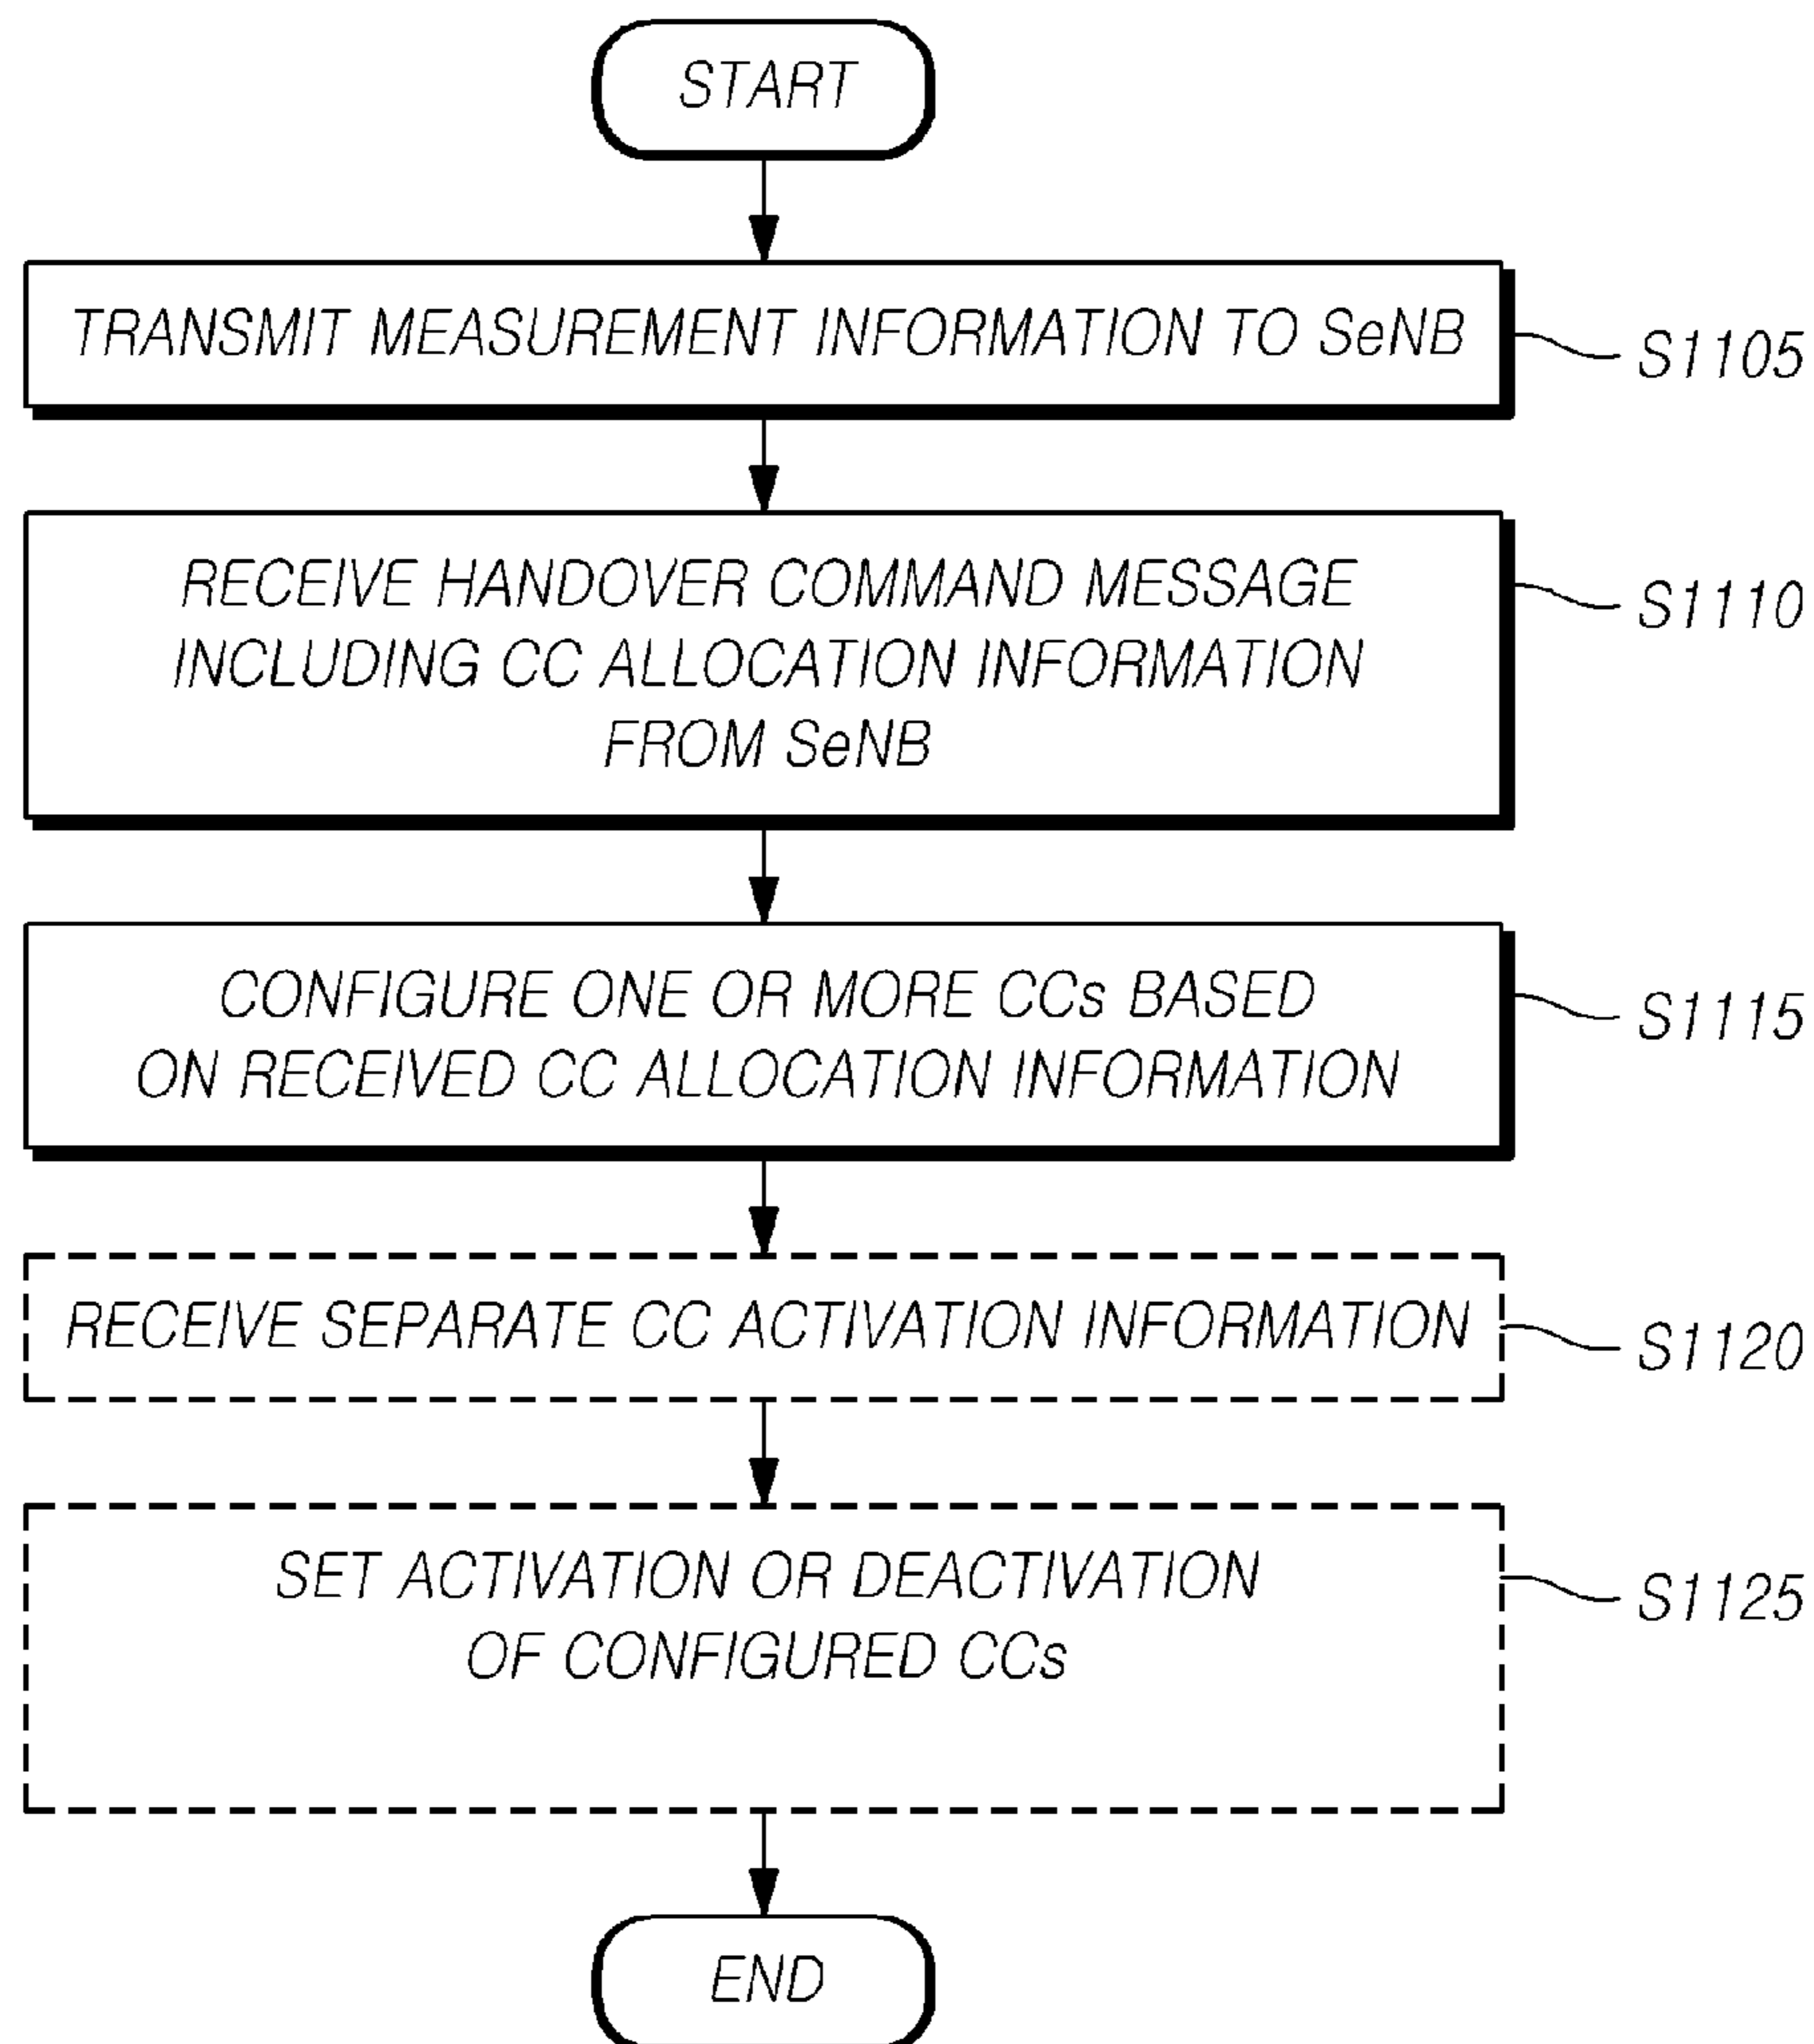 START
TRANSMIT MEASUREMENT INFORMATION TO SeNB
S1105
RECEIVE HANDOVER COMMAND MESSAGE
INCLUDING CC ALLOCATION INFORMATION
FROM SeNB
S1110
CONFIGURE ONE OR MORE CCs BASED
ON RECEIVED CC ALLOCATION INFORMATION
S1115
RECEIVE SEPARATE CC ACTIVATION INFORMATION
S1120
SET ACTIVATION OR DEACTIVATION
OF CONFIGURED CCs
S1125
END